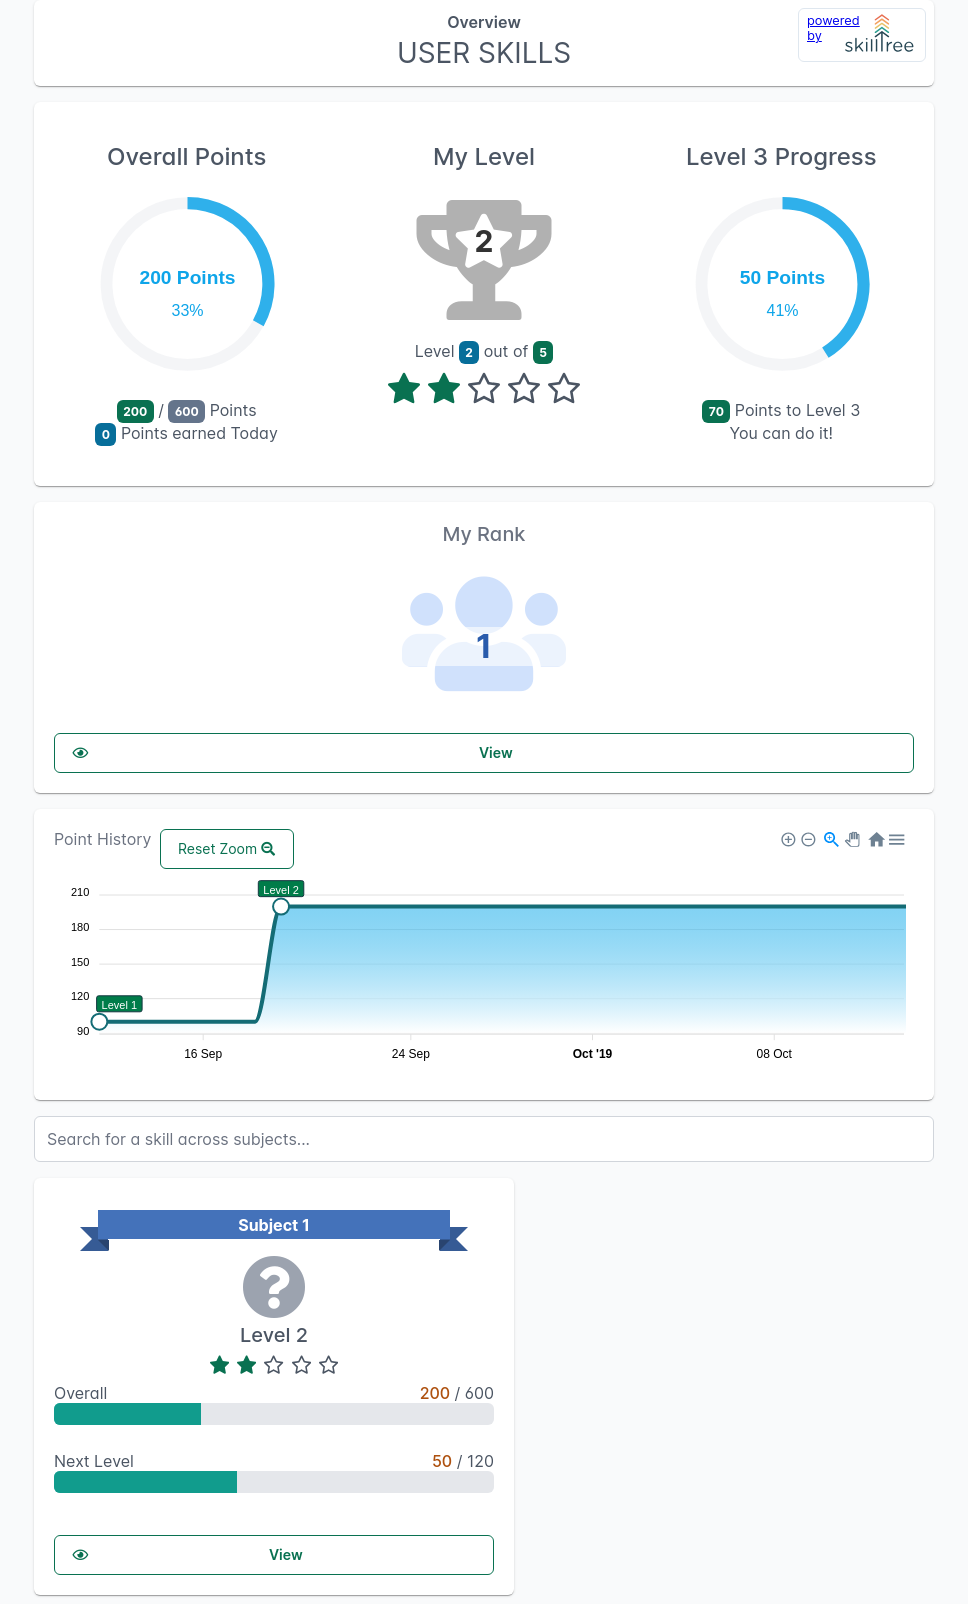 Overview
USER SKILLS
powered
by
skilltree
Overall Points
200 Points
33%
200 / 600 Points
0 Points earned Today
My Level
2
Level 2 out of 5
Level 3 Progress
50 Points
41%
70 Points to Level 3
You can do it!
My Rank
1
View
Point History
Reset Zoom
210
180
150
120
90
Level 2
Level 1
16 Sep
24 Sep
Oct '19
08 Oct
Search for a skill across subjects...
Subject 1
?
Level 2
Overall 200 / 600
Next Level 50 / 120
View